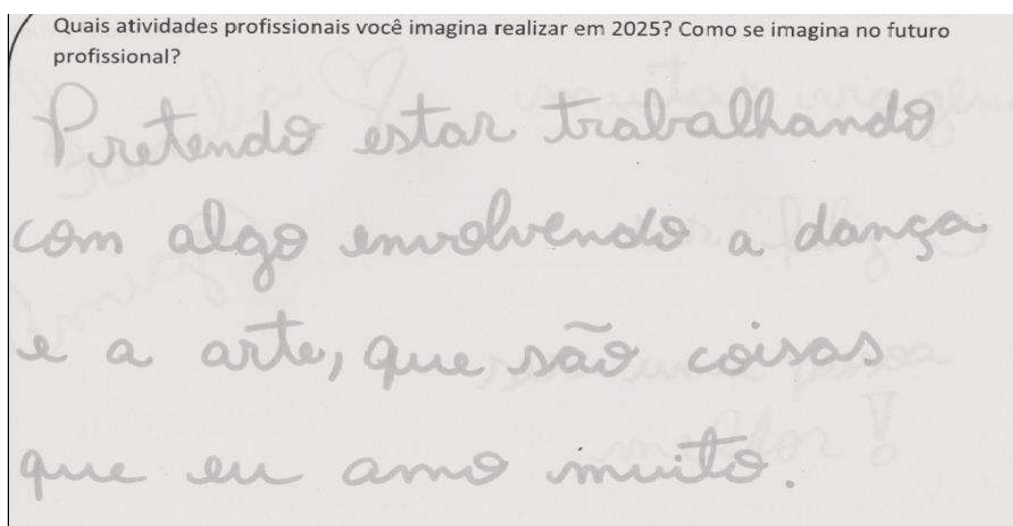 Quais atividades profissionais você imagina realizar em 2025? Como se imagina no futuro
profissional?
Pretendo estar trabalhando
com algo envolvendo a dança
e a arte, que são coisas
que eu amo muito.